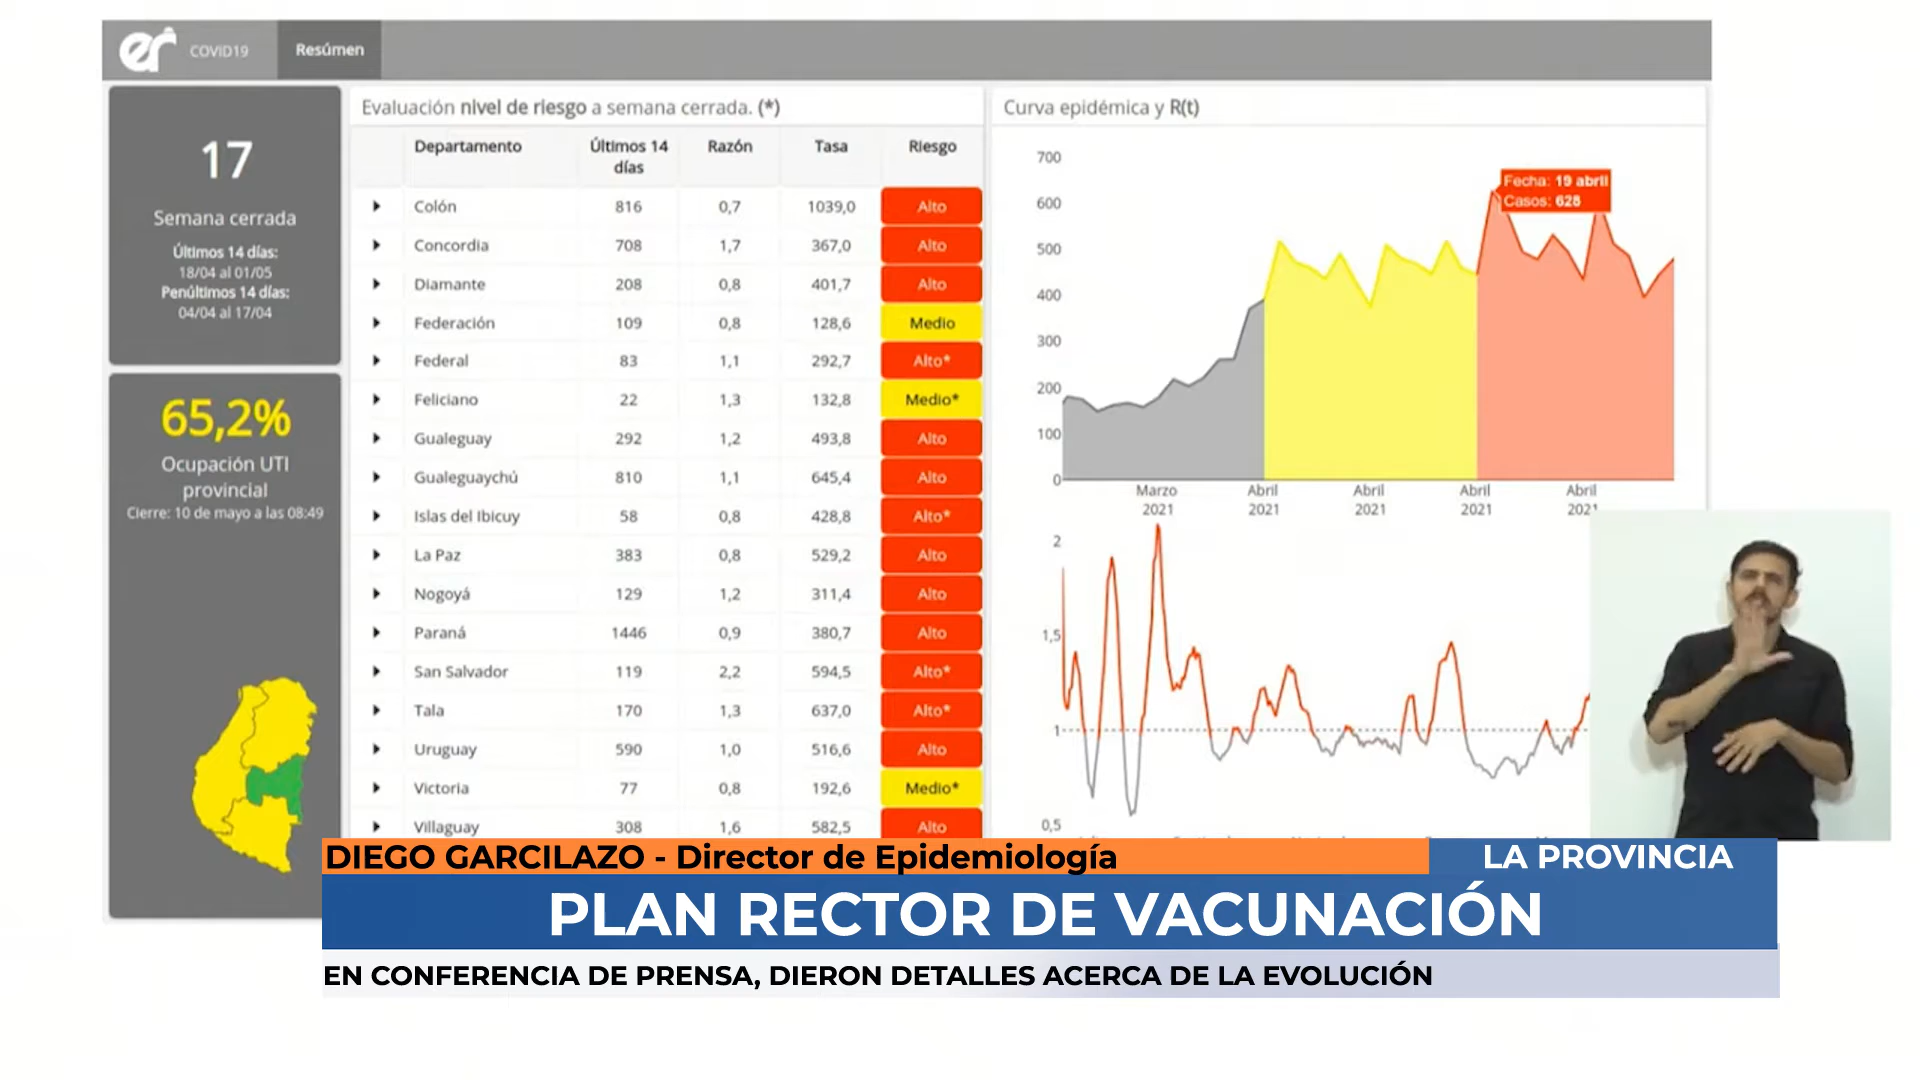 er COVID19 Resúmen
17
Semana cerrada
Últimos 14 días:
18/04 al 01/05
Penúltimos 14 días:
04/04 al 17/04
65,2%
Ocupación UTI
provincial
Cierre: 10 de mayo a las 08:49
Evaluación nivel de riesgo a semana cerrada. (*)
Departamento Últimos 14 días Razón Tasa Riesgo
Colón 816 0,7 1039,0 Alto
Concordia 708 1,7 367,0 Alto
Diamante 208 0,8 401,7 Alto
Federación 109 0,8 128,6 Medio
Federal 83 1,1 292,7 Alto*
Feliciano 22 1,3 132,8 Medio*
Gualeguay 292 1,2 493,8 Alto
Gualeguaychú 810 1,1 645,4 Alto
Islas del Ibicuy 58 0,8 428,8 Alto*
La Paz 383 0,8 529,2 Alto
Nogoyá 129 1,2 311,4 Alto
Paraná 1446 0,9 380,7 Alto
San Salvador 119 2,2 594,5 Alto*
Tala 170 1,3 637,0 Alto*
Uruguay 590 1,0 516,6 Alto
Victoria 77 0,8 192,6 Medio*
Villaguay 308 1,6 582,5 Alto
Curva epidémica y R(t)
700
600
500
400
300
200
100
0
Fecha: 19 abril
Casos: 628
Marzo Abril Abril Abril Abril
2021 2021 2021 2021 2021
2
1,5
1
0,5
DIEGO GARCILAZO - Director de Epidemiología
LA PROVINCIA
PLAN RECTOR DE VACUNACIÓN
EN CONFERENCIA DE PRENSA, DIERON DETALLES ACERCA DE LA EVOLUCIÓN